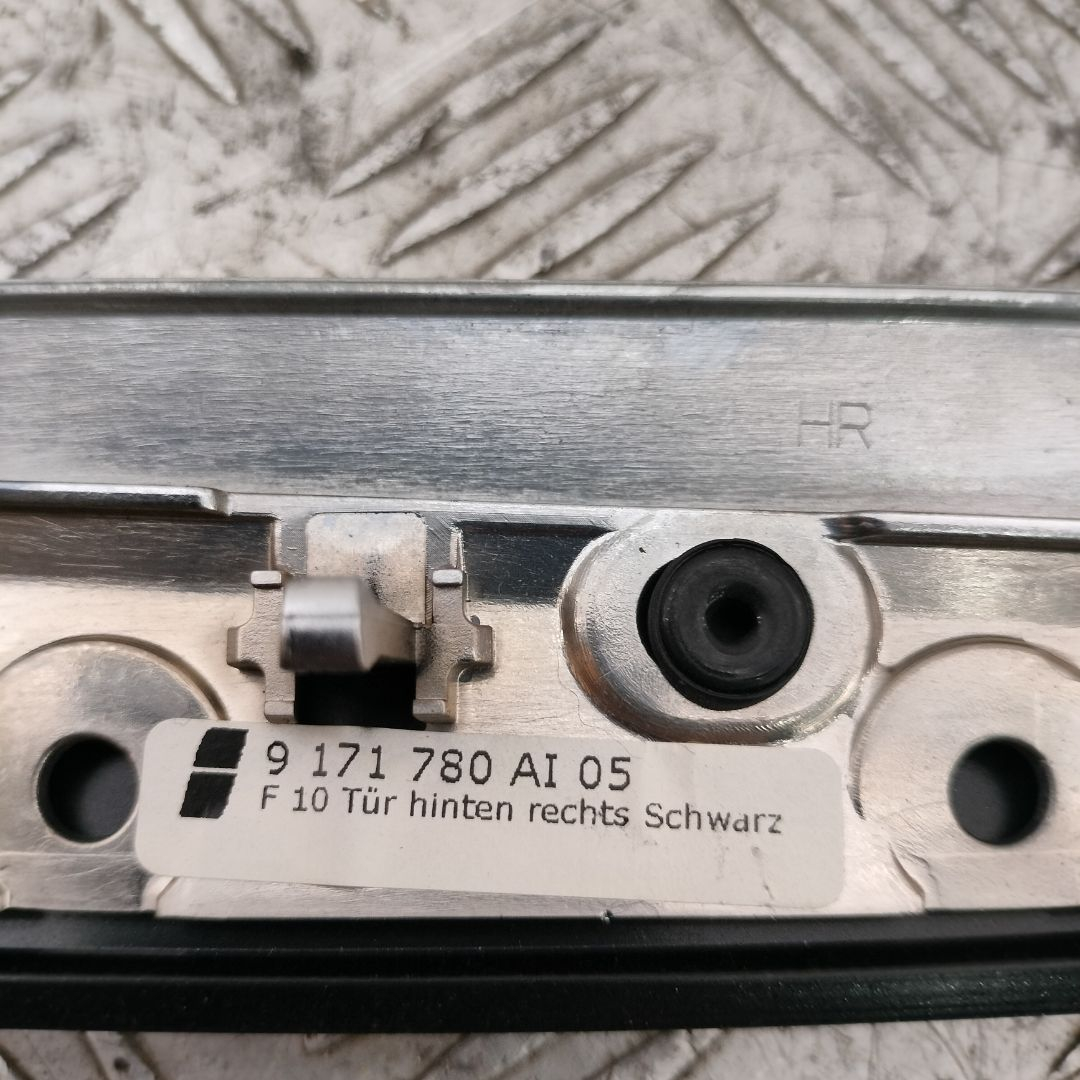 HR
9 171 780 AI 05
F 10 Tür hinten rechts Schwarz